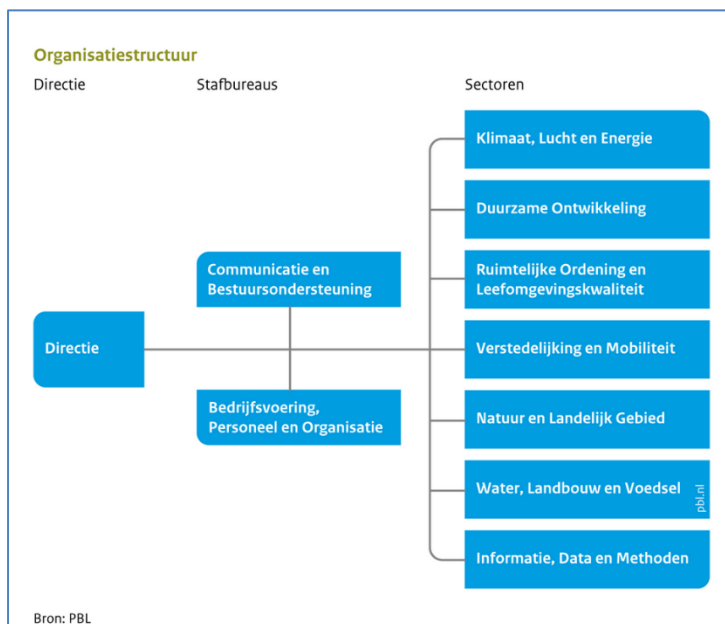 Organisatiestructuur
Directie
Stafbureaus
Sectoren
Klimaat, Lucht en Energie
Duurzame Ontwikkeling
Communicatie en
Bestuursondersteuning
Ruimtelijke Ordening en
Leefomgevingskwaliteit
Directie
Verstedelijking en Mobiliteit
Bedrijfsvoering,
Personeel en Organisatie
Natuur en Landelijk Gebied
Water, Landbouw en Voedsel
pbl.nl
Informatie, Data en Methoden
Bron: PBL